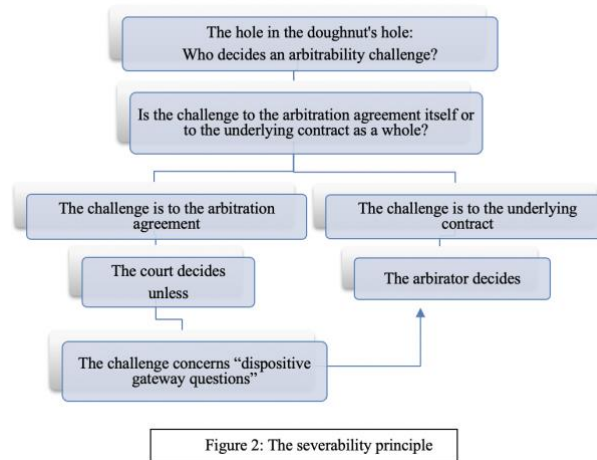 The hole in the doughnut's hole:
Who decides an arbitrability challenge?
Is the challenge to the arbitration agreement itself or
to the underlying contract as a whole?
The challenge is to the arbitration
agreement
The challenge is to the underlying
contract
The court decides
unless
The arbirator decides
The challenge concerns “dispositive
gateway questions”
Figure 2: The severability principle